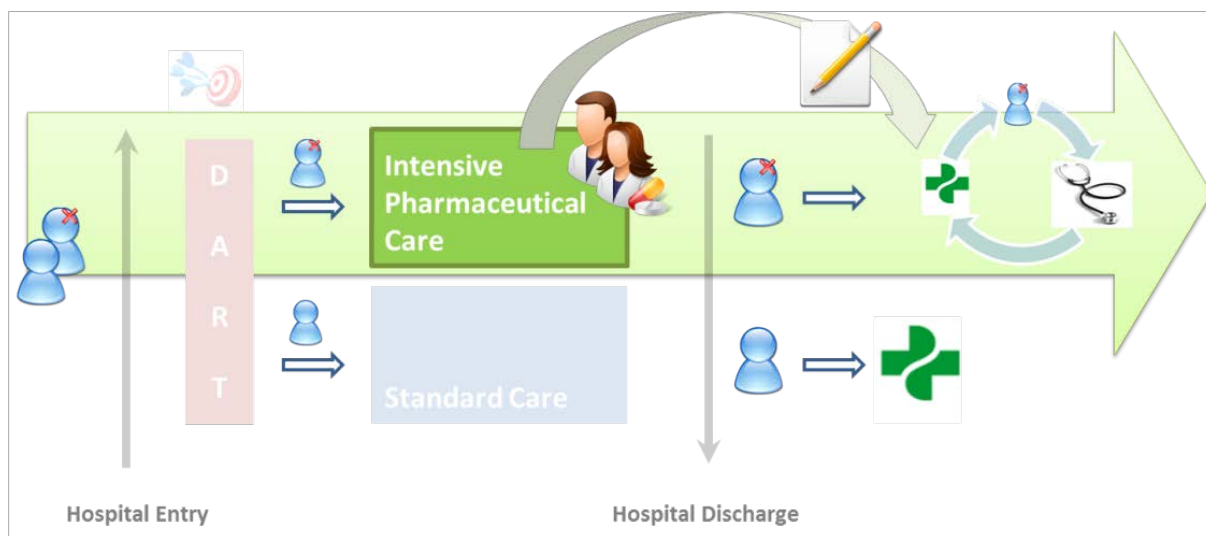 D
A
R
T
Intensive
Pharmaceutical
Care
Standard Care
Hospital Entry
Hospital Discharge